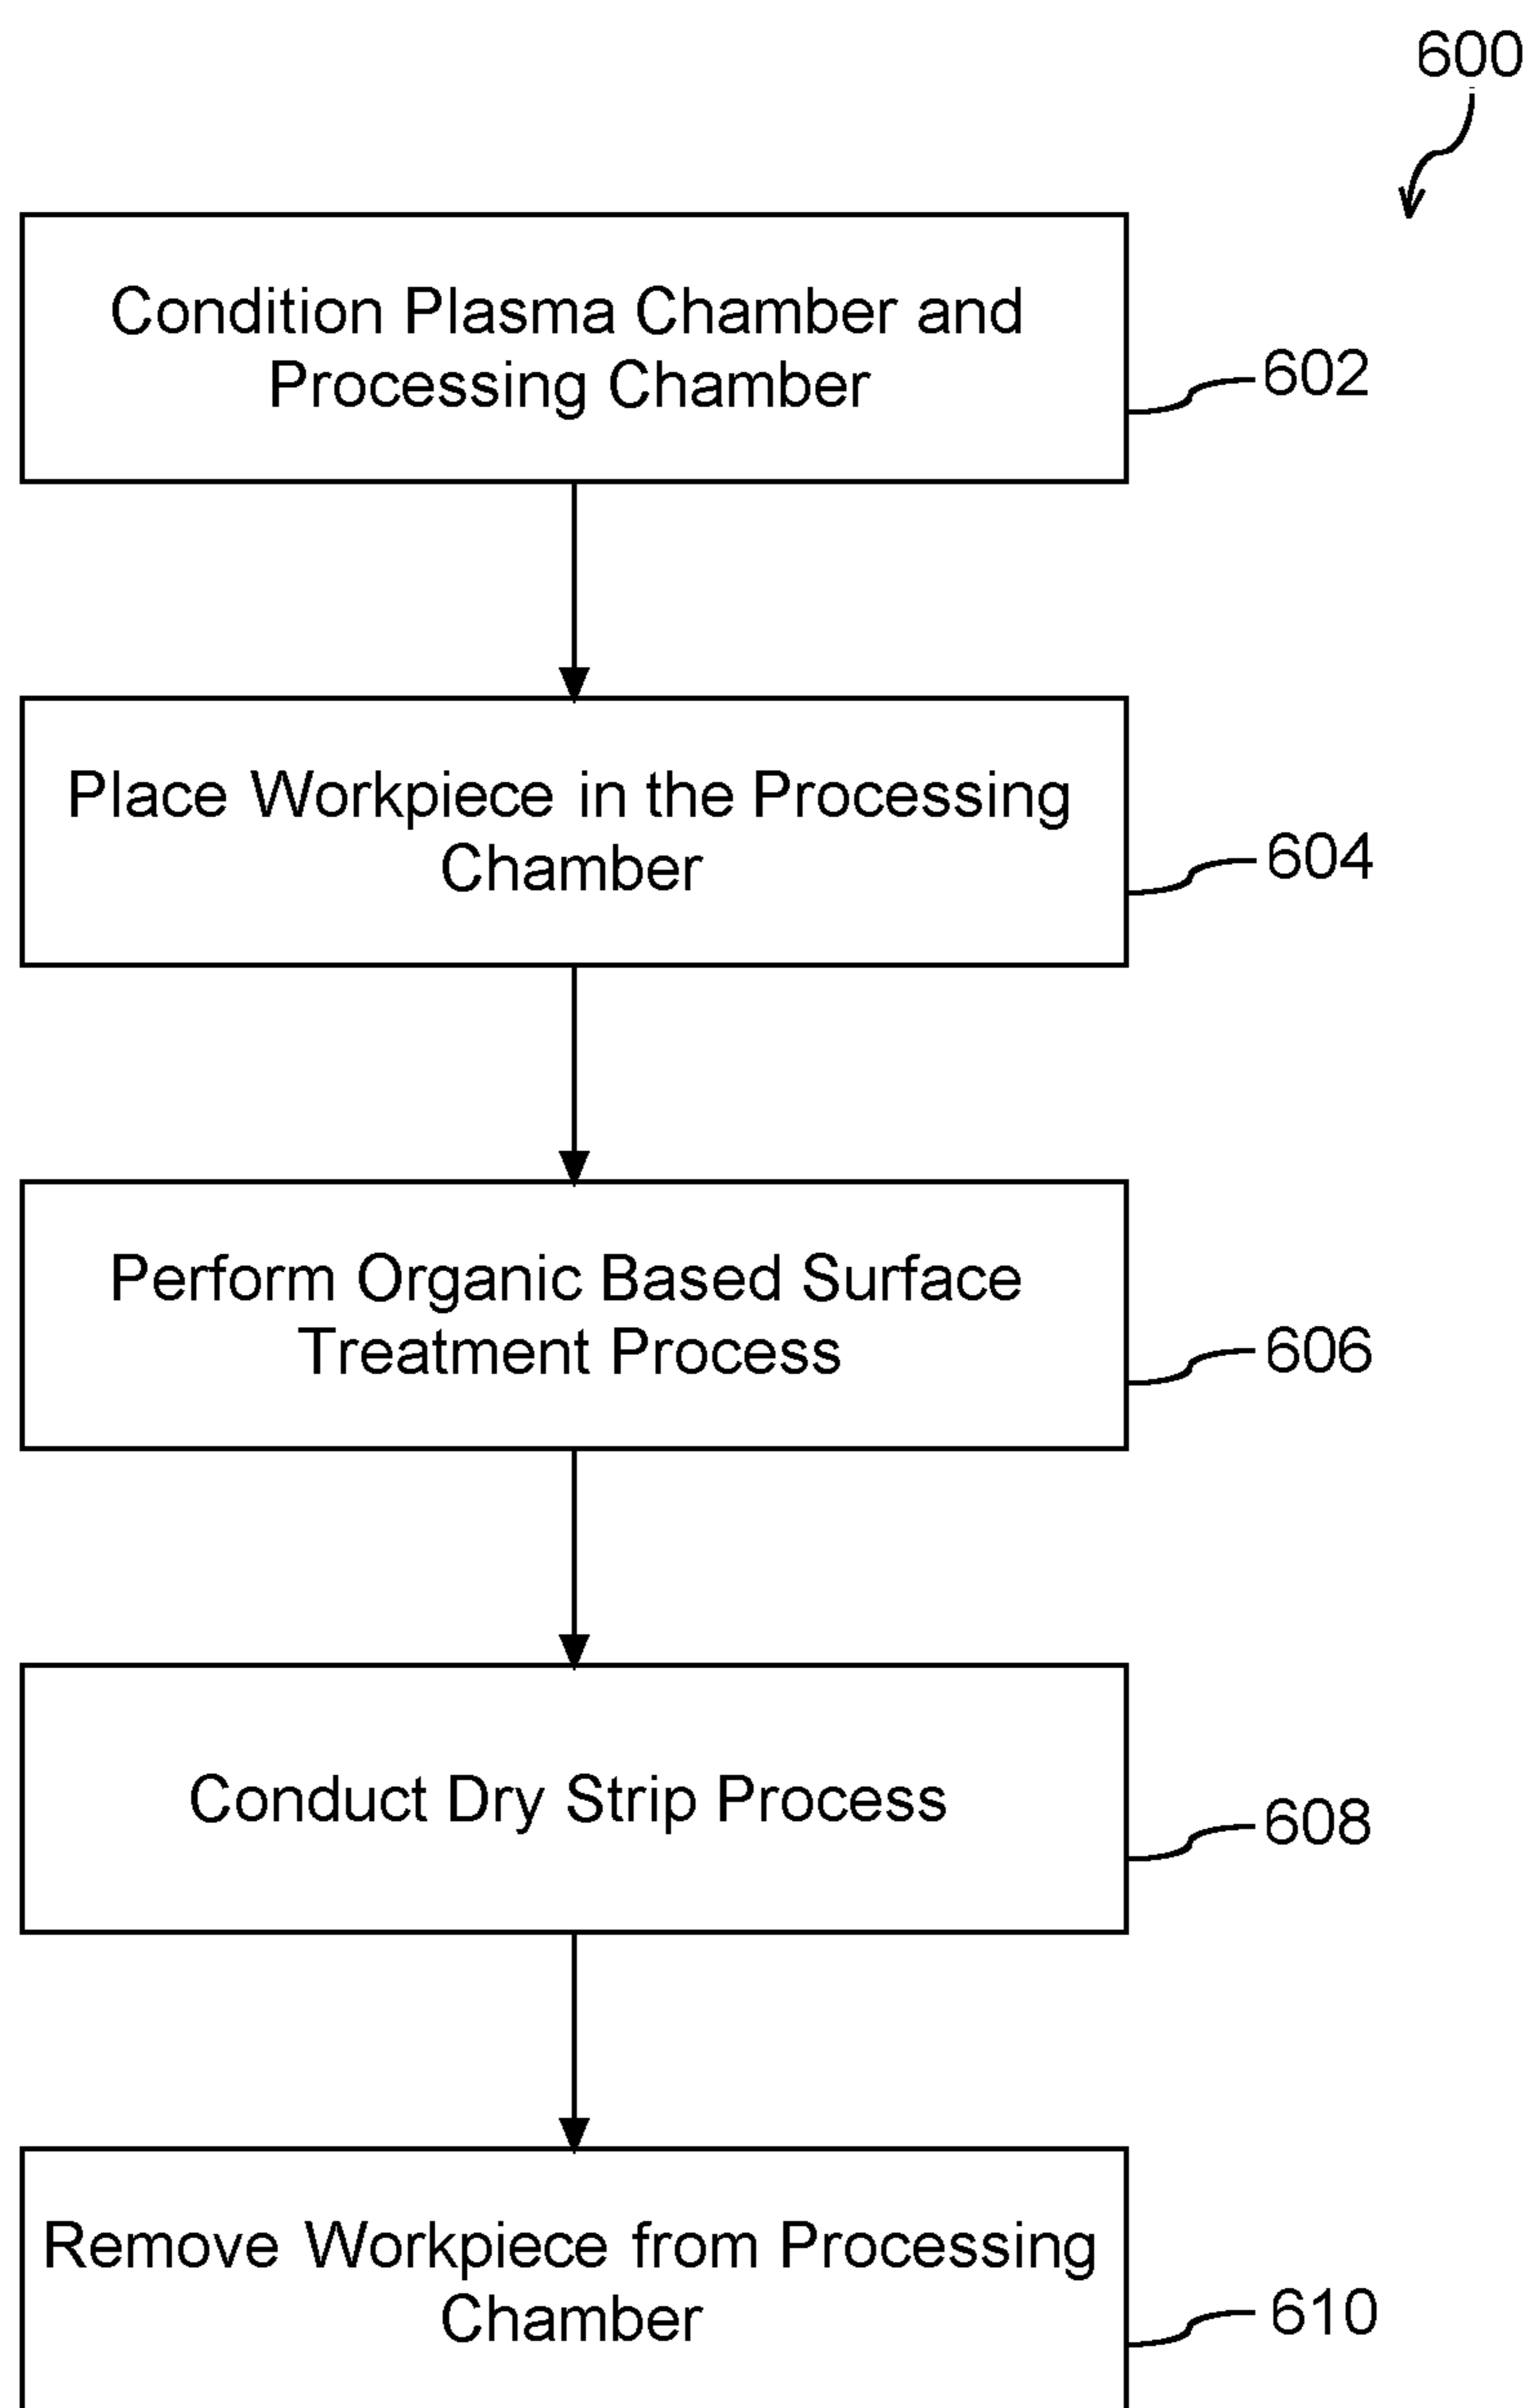 600
Condition Plasma Chamber and
Processing Chamber
602
Place Workpiece in the Processing
Chamber
604
Perform Organic Based Surface
Treatment Process
606
Conduct Dry Strip Process
608
Remove Workpiece from Processing
Chamber
610